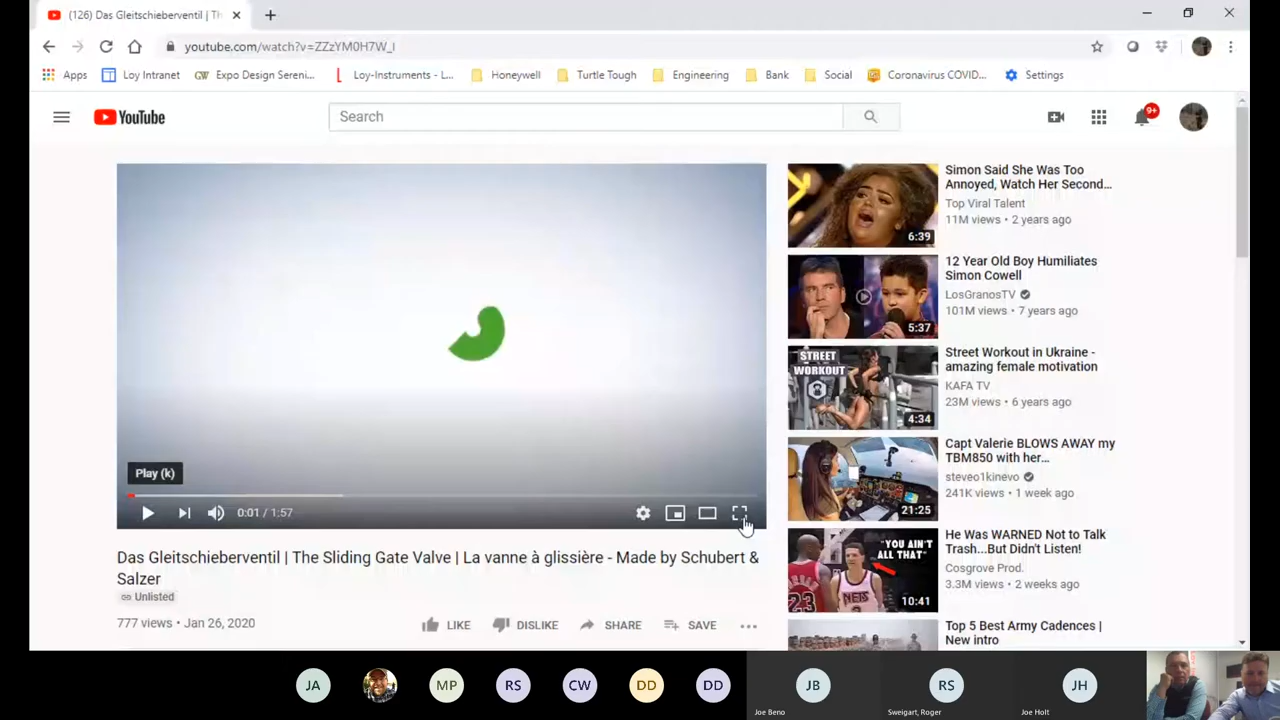 (126) Das Gleitschieberventil | Th
youtube.com/watch?v=ZZzYM0H7W_I
Apps
Loy Intranet
GW Expo Design Sereni...
Loy-Instruments - L...
Honeywell
Turtle Tough
Engineering
Bank
Social
Coronavirus COVID...
Settings
YouTube
Search
9+
Play (k)
0:01 / 1:57
Das Gleitschieberventil | The Sliding Gate Valve | La vanne à glissière - Made by Schubert &
Salzer
Unlisted
777 views • Jan 26, 2020
LIKE
DISLIKE
SHARE
SAVE
6:39
Simon Said She Was Too
Annoyed, Watch Her Second...
Top Viral Talent
11M views • 2 years ago
5:37
12 Year Old Boy Humiliates
Simon Cowell
LosGranosTV
101M views • 7 years ago
STREET
WORKOUT
4:34
Street Workout in Ukraine -
amazing female motivation
KAFA TV
23M views • 6 years ago
21:25
Capt Valerie BLOWS AWAY my
TBM850 with her...
steveo1kinevo
241K views • 1 week ago
"YOU AIN'T
ALL THAT"
23
NETS
10:41
He Was WARNED Not to Talk
Trash...But Didn't Listen!
Cosgrove Prod.
3.3M views • 2 weeks ago
Top 5 Best Army Cadences |
New intro
JA
MP
RS
CW
DD
DD
JB
Joe Beno
RS
Sweigart, Roger
JH
Joe Holt